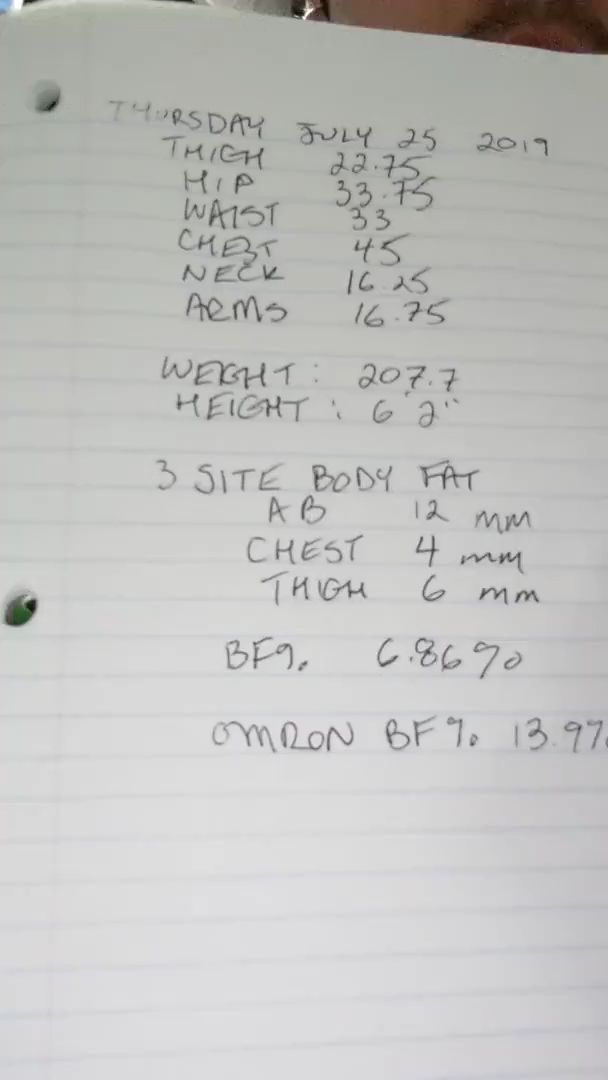 THURSDAY JULY 25 2019
THIGH 22.75
HIP 33.75
WAIST 33
CHEST 45
NECK 16.25
ARMS 16.75
WEIGHT: 207.7
HEIGHT: 6'2"
3 SITE BODY FAT
AB 12 mm
CHEST 4 mm
THIGH 6 mm
BF% 6.86%
OMRON BF% 13.9%